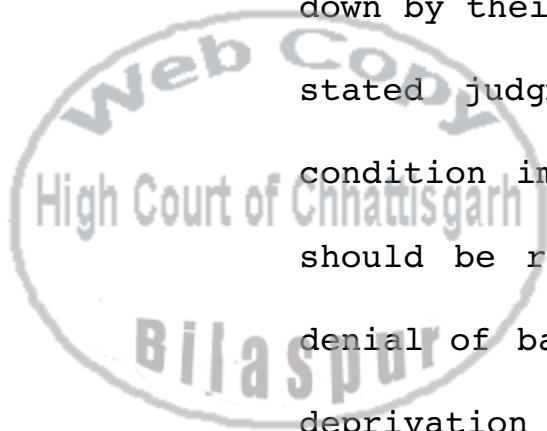 down by thei
Web Copy
stated judg
High Court of Chhattisgarh
condition im
should be r
Bilaspur
denial of ba
deprivation